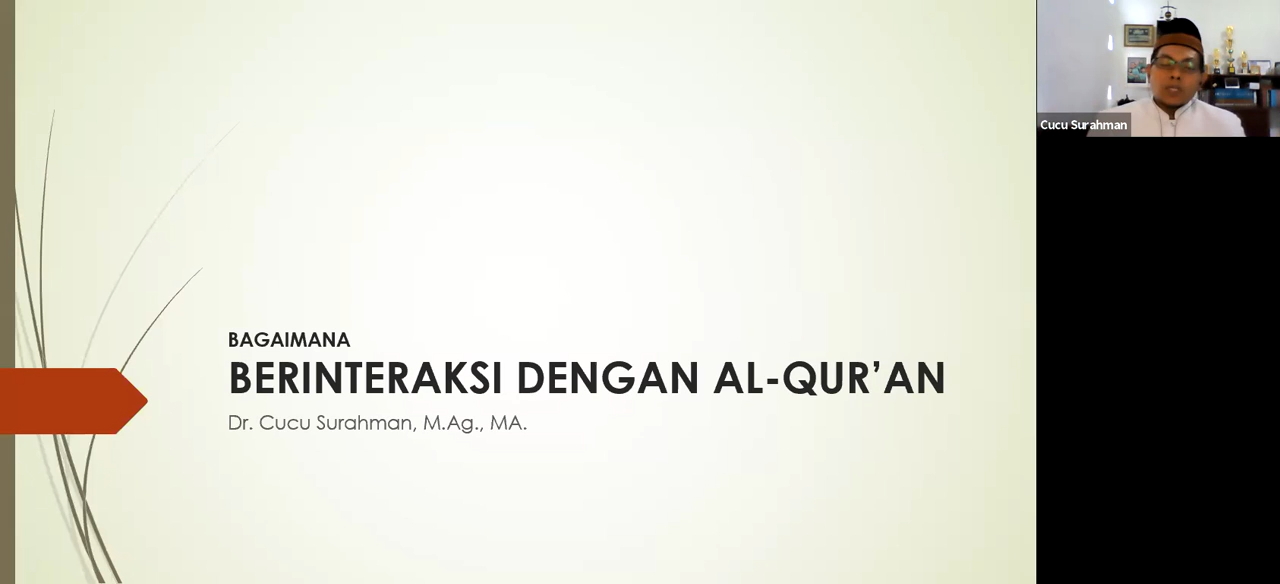 BAGAIMANA
BERINTERAKSI DENGAN AL-QUR’AN
Dr. Cucu Surahman, M.Ag., MA.
Cucu Surahman